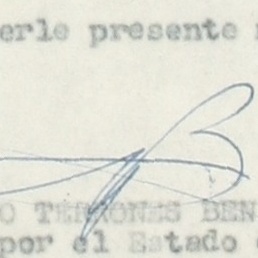 erle presente
O TERRONES BEN
por el Estado